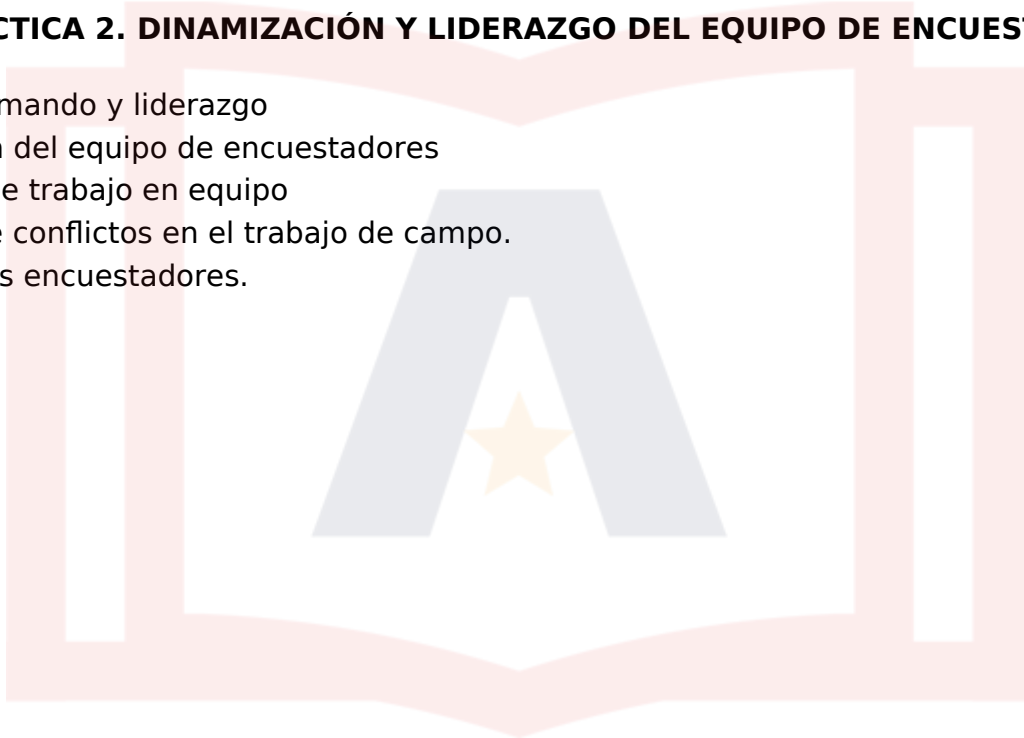 CTICA 2. DINAMIZACIÓN Y LIDERAZGO DEL EQUIPO DE ENCUES
mando y liderazgo
del equipo de encuestadores
e trabajo en equipo
conflictos en el trabajo de campo.
s encuestadores.